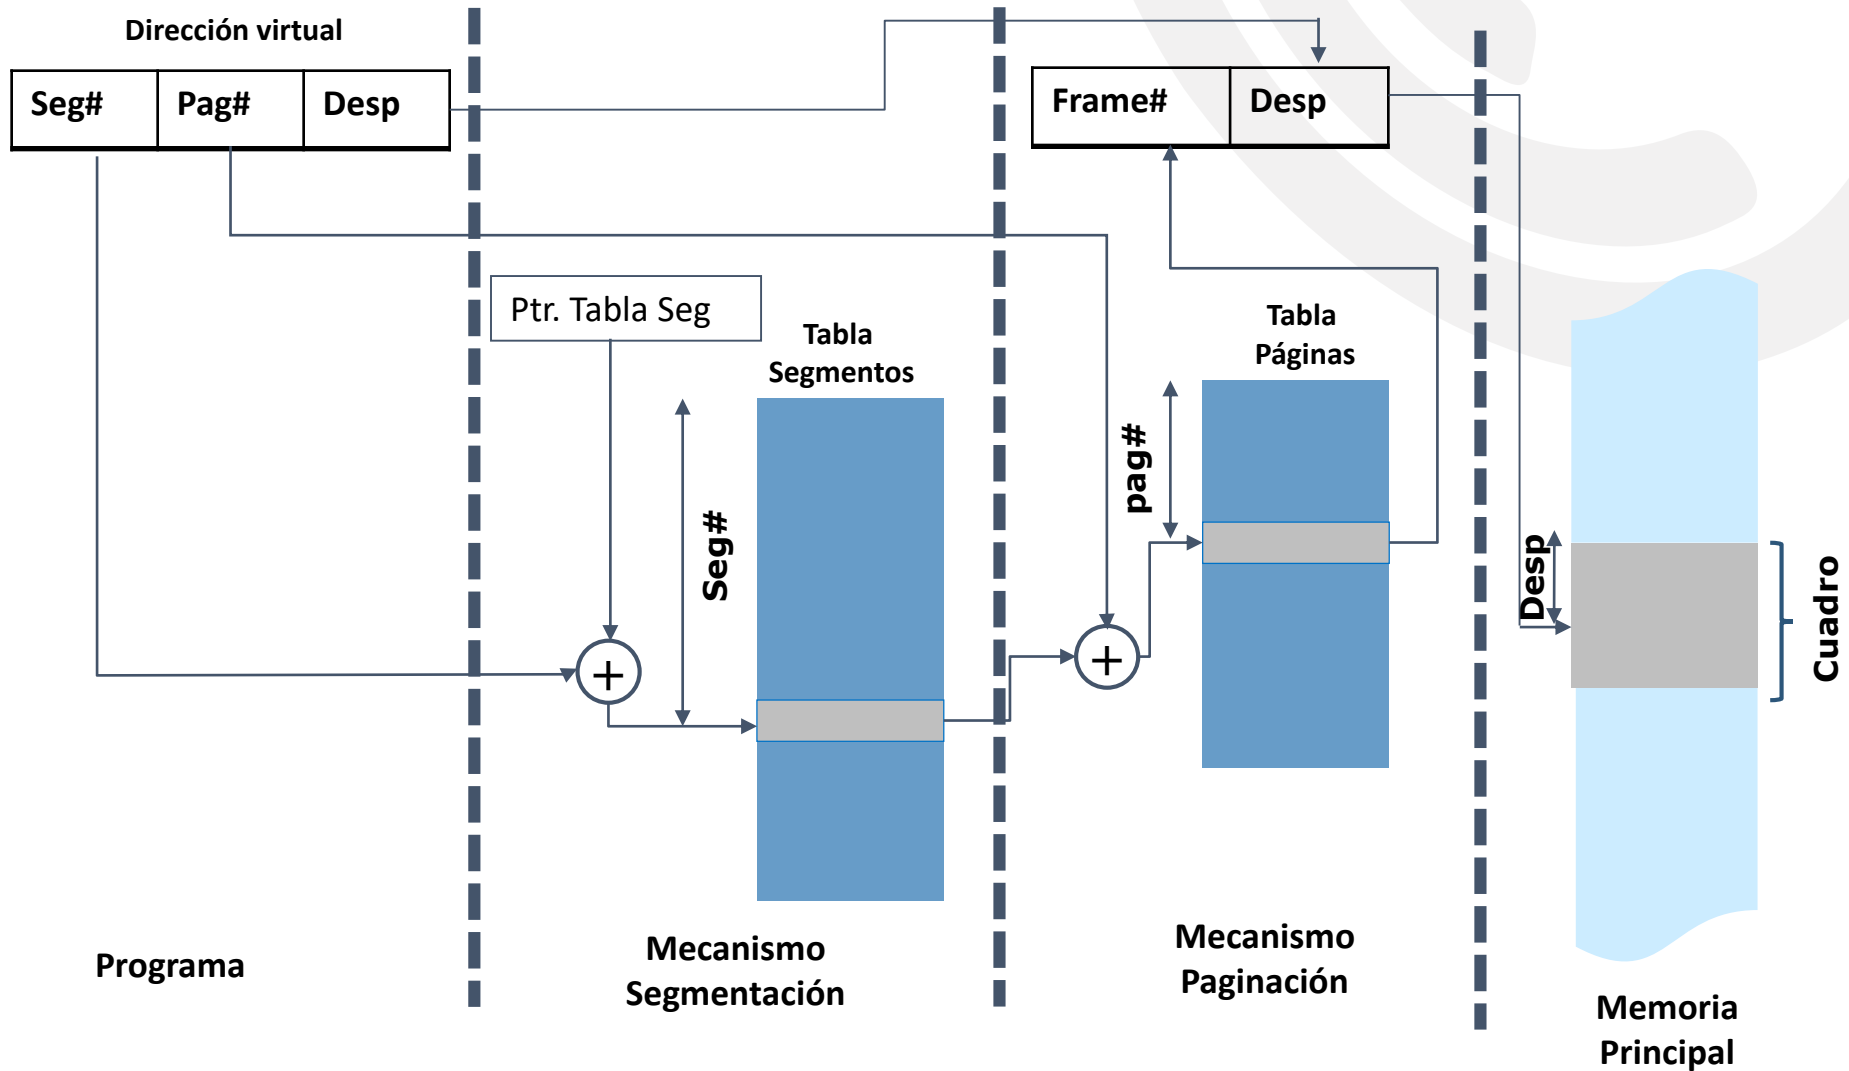 Dirección virtual
Seg# Pag# Desp
Frame# Desp
Ptr. Tabla Seg
Tabla
Segmentos
Tabla
Páginas
Seg#
+
pag#
+
Desp
Cuadro
Programa
Mecanismo
Segmentación
Mecanismo
Paginación
Memoria
Principal